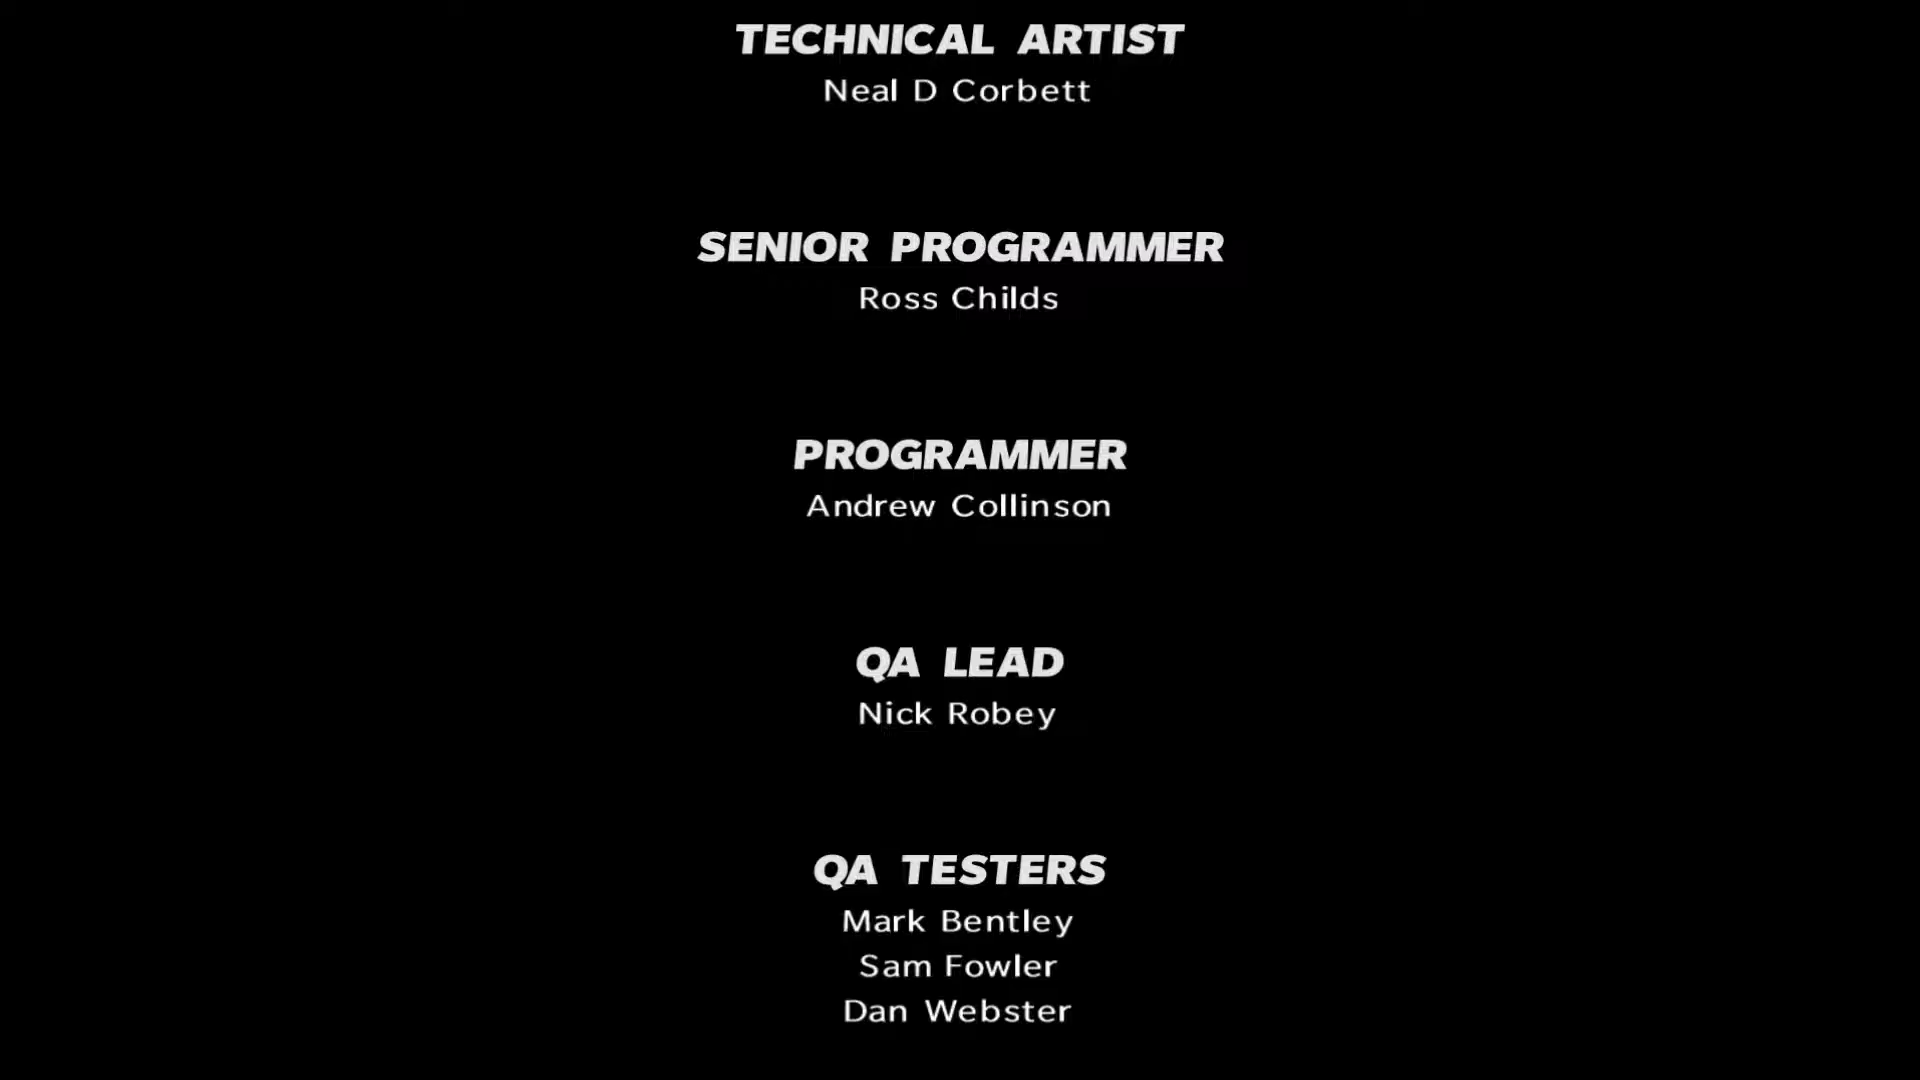 TECHNICAL ARTIST
Neal D Corbett
SENIOR PROGRAMMER
Ross Childs
PROGRAMMER
Andrew Collinson
QA LEAD
Nick Robey
QA TESTERS
Mark Bentley
Sam Fowler
Dan Webster